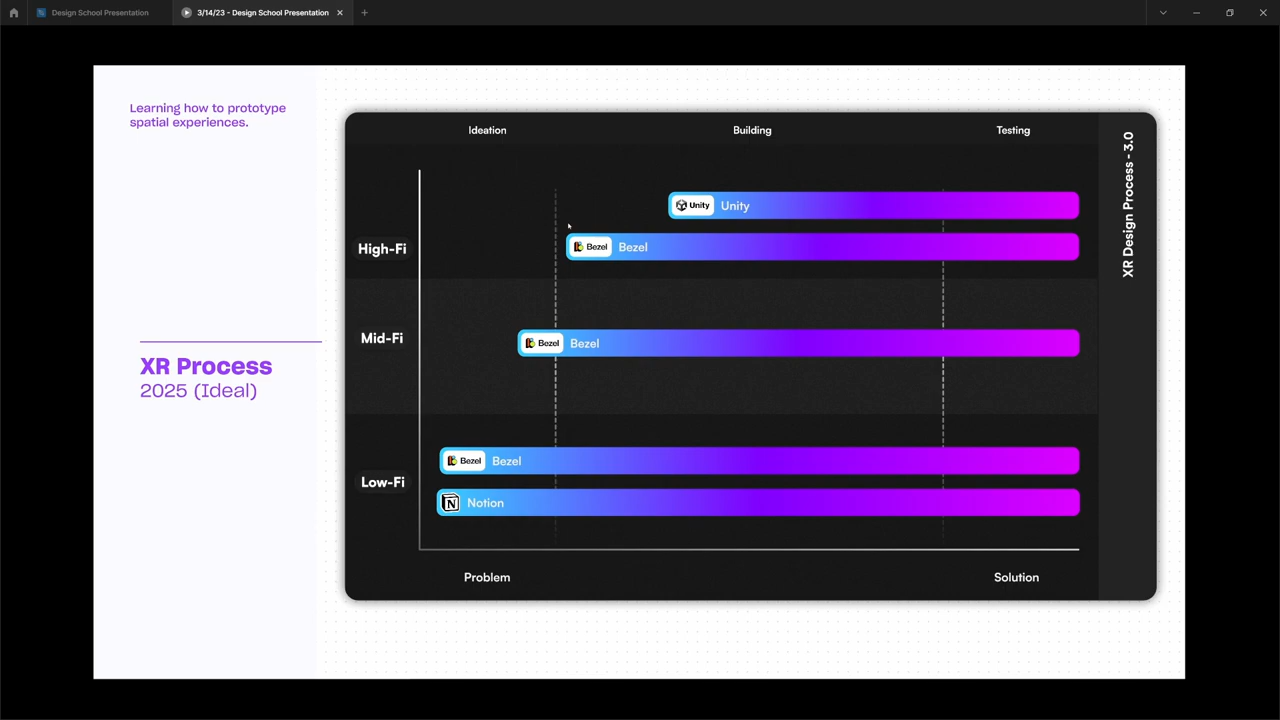 Design School Presentation
3/14/23 - Design School Presentation
Learning how to prototype
spatial experiences.
XR Process
2025 (Ideal)
Ideation
Building
Testing
High-Fi
Unity
Unity
Bezel
Bezel
Mid-Fi
Bezel
Bezel
Low-Fi
Bezel
Bezel
N
Notion
Problem
Solution
XR Design Process - 3.0